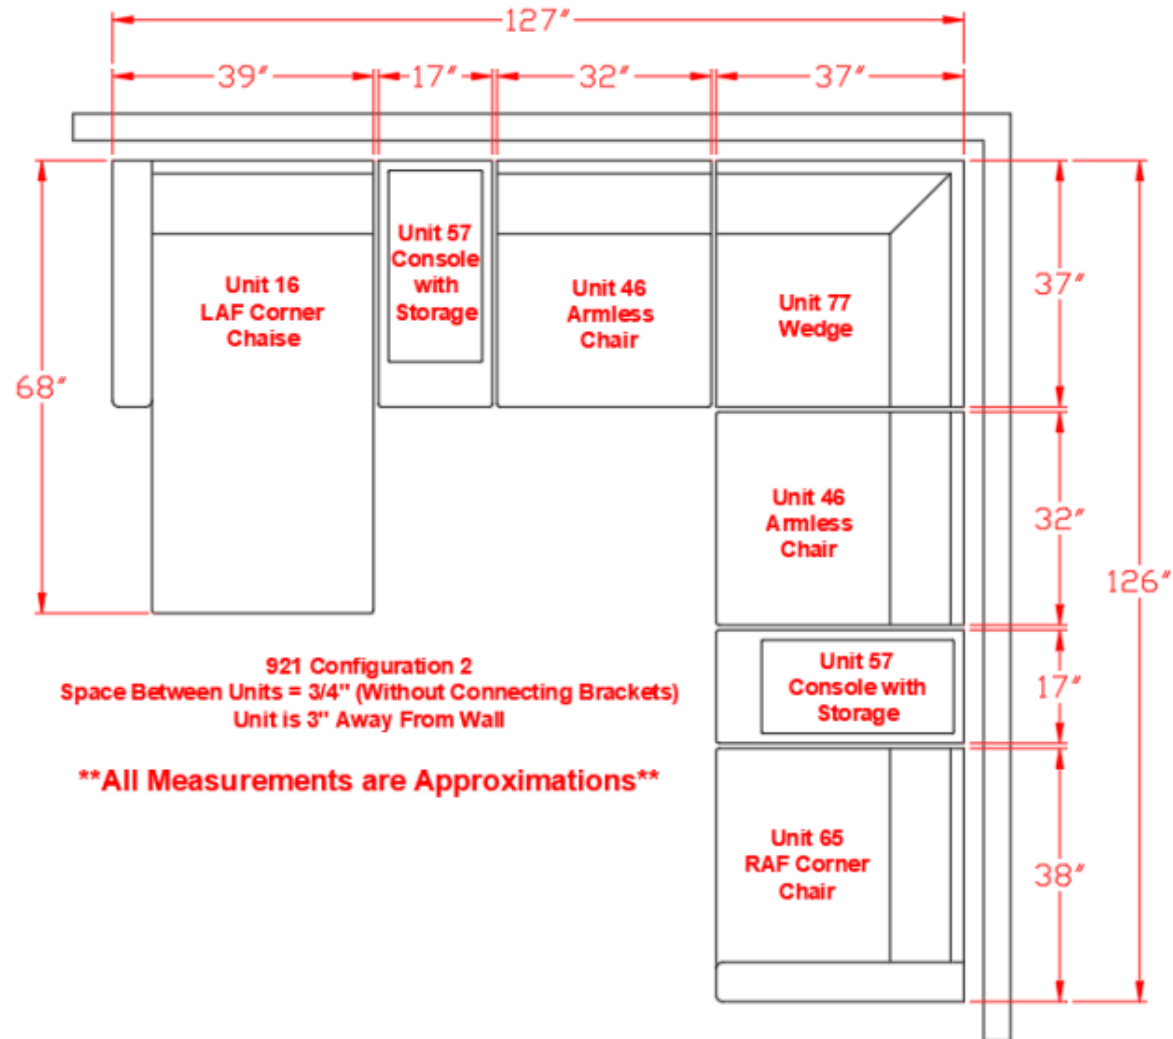 127"
39"
17"
32"
37"
Unit 16
LAF Corner
Chaise
Unit 57
Console
with
Storage
Unit 46
Armless
Chair
Unit 77
Wedge
37"
68"
Unit 46
Armless
Chair
32"
126"
Unit 57
Console with
Storage
17"
Unit 65
RAF Corner
Chair
38"
921 Configuration 2
Space Between Units = 3/4" (Without Connecting Brackets)
Unit is 3" Away From Wall
**All Measurements are Approximations**